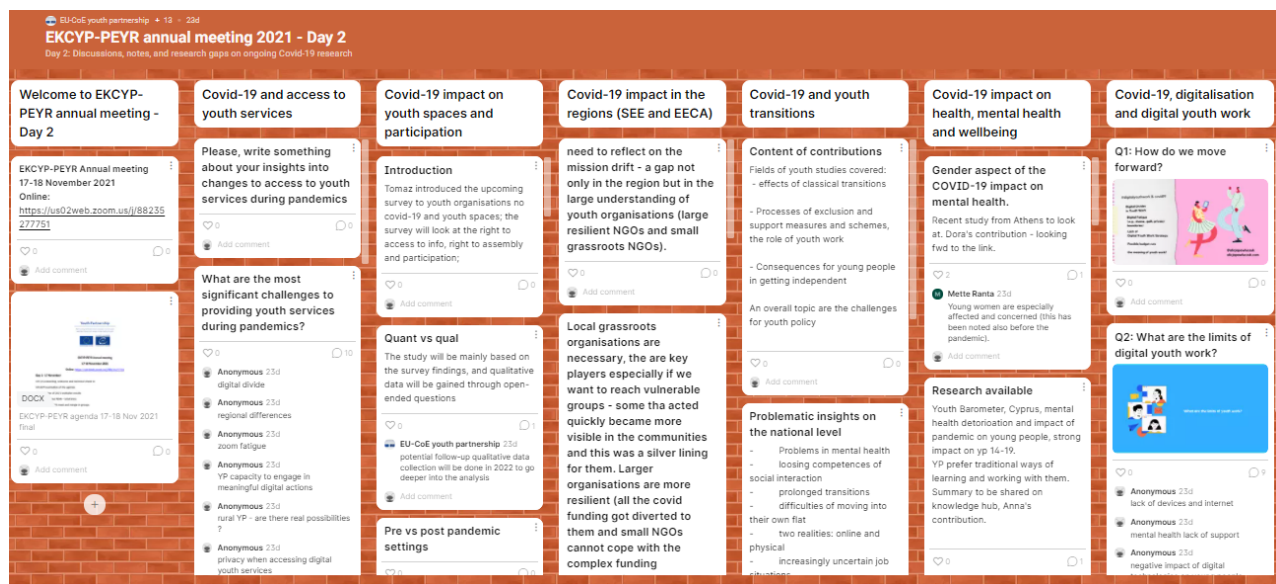 EU-CoE youth partnership + 13 • 23d
EKCYP-PEYR annual meeting 2021 - Day 2
Day 2: Discussions, notes, and research gaps on ongoing Covid-19 research
Welcome to EKCYP-
PEYR annual meeting -
Day 2
EKCYP-PEYR Annual meeting
17-18 November 2021
Online:
https://us02web.zoom.us/j/88235
277751
0
0
Add comment
DOCX
EKCYP-PEYR agenda 17-18 Nov 2021
final
0
0
Add comment
Covid-19 and access to
youth services
Please, write something
about your insights into
changes to access to youth
services during pandemics
0
0
Add comment
What are the most
significant challenges to
providing youth services
during pandemics?
0
10
Anonymous 23d
digital divide
Anonymous 23d
regional differences
Anonymous 23d
zoom fatigue
Anonymous 23d
YP capacity to engage in
meaningful digital actions
Anonymous 23d
rural YP - are there real possibilities
?
Anonymous 23d
privacy when accessing digital
youth services
Covid-19 impact on
youth spaces and
participation
Introduction
Tomaz introduced the upcoming
survey to youth organisations no
covid-19 and youth spaces; the
survey will look at the right to
access to info, right to assembly
and participation;
0
0
Add comment
Quant vs qual
The study will be mainly based on
the survey findings, and qualitative
data will be gained through open-
ended questions
0
1
EU-CoE youth partnership 23d
potential follow-up qualitative data
collection will be done in 2022 to go
deeper into the analysis
Add comment
Pre vs post pandemic
settings
Covid-19 impact in the
regions (SEE and EECA)
need to reflect on the
mission drift - a gap not
only in the region but in the
large understanding of
youth organisations (large
resilient NGOs and small
grassroots NGOs).
0
0
Add comment
Local grassroots
organisations are
necessary, the are key
players especially if we
want to reach vulnerable
groups - some tha acted
quickly became more
visible in the communities
and this was a silver lining
for them. Larger
organisations are more
resilient (all the covid
funding got diverted to
them and small NGOs
cannot cope with the
complex funding
Covid-19 and youth
transitions
Content of contributions
Fields of youth studies covered:
- effects of classical transitions
- Processes of exclusion and
support measures and schemes,
the role of youth work
- Consequences for young people
in getting independent
An overall topic are the challenges
for youth policy
0
0
Add comment
Problematic insights on
the national level
- Problems in mental health
- loosing competences of
social interaction
- prolonged transitions
- difficulties of moving into
their own flat
- two realities: online and
physical
- increasingly uncertain job
situations
Covid-19 impact on
health, mental health
and wellbeing
Gender aspect of the
COVID-19 impact on
mental health.
Recent study from Athens to look
at. Dora's contribution - looking
fwd to the link.
2
1
Mette Ranta 23d
Young women are especially
affected and concerned (this has
been noted also before the
pandemic).
Add comment
Research available
Youth Barometer, Cyprus, mental
health detorioration and impact of
pandemic on young people, strong
impact on yp 14-19.
YP prefer traditional ways of
learning and working with them.
Summary to be shared on
knowledge hub, Anna's
contribution.
0
1
Covid-19, digitalisation
and digital youth work
Q1: How do we move
forward?
0
0
Add comment
Q2: What are the limits of
digital youth work?
0
9
Anonymous 23d
lack of devices and internet
Anonymous 23d
mental health lack of support
Anonymous 23d
negative impact of digital